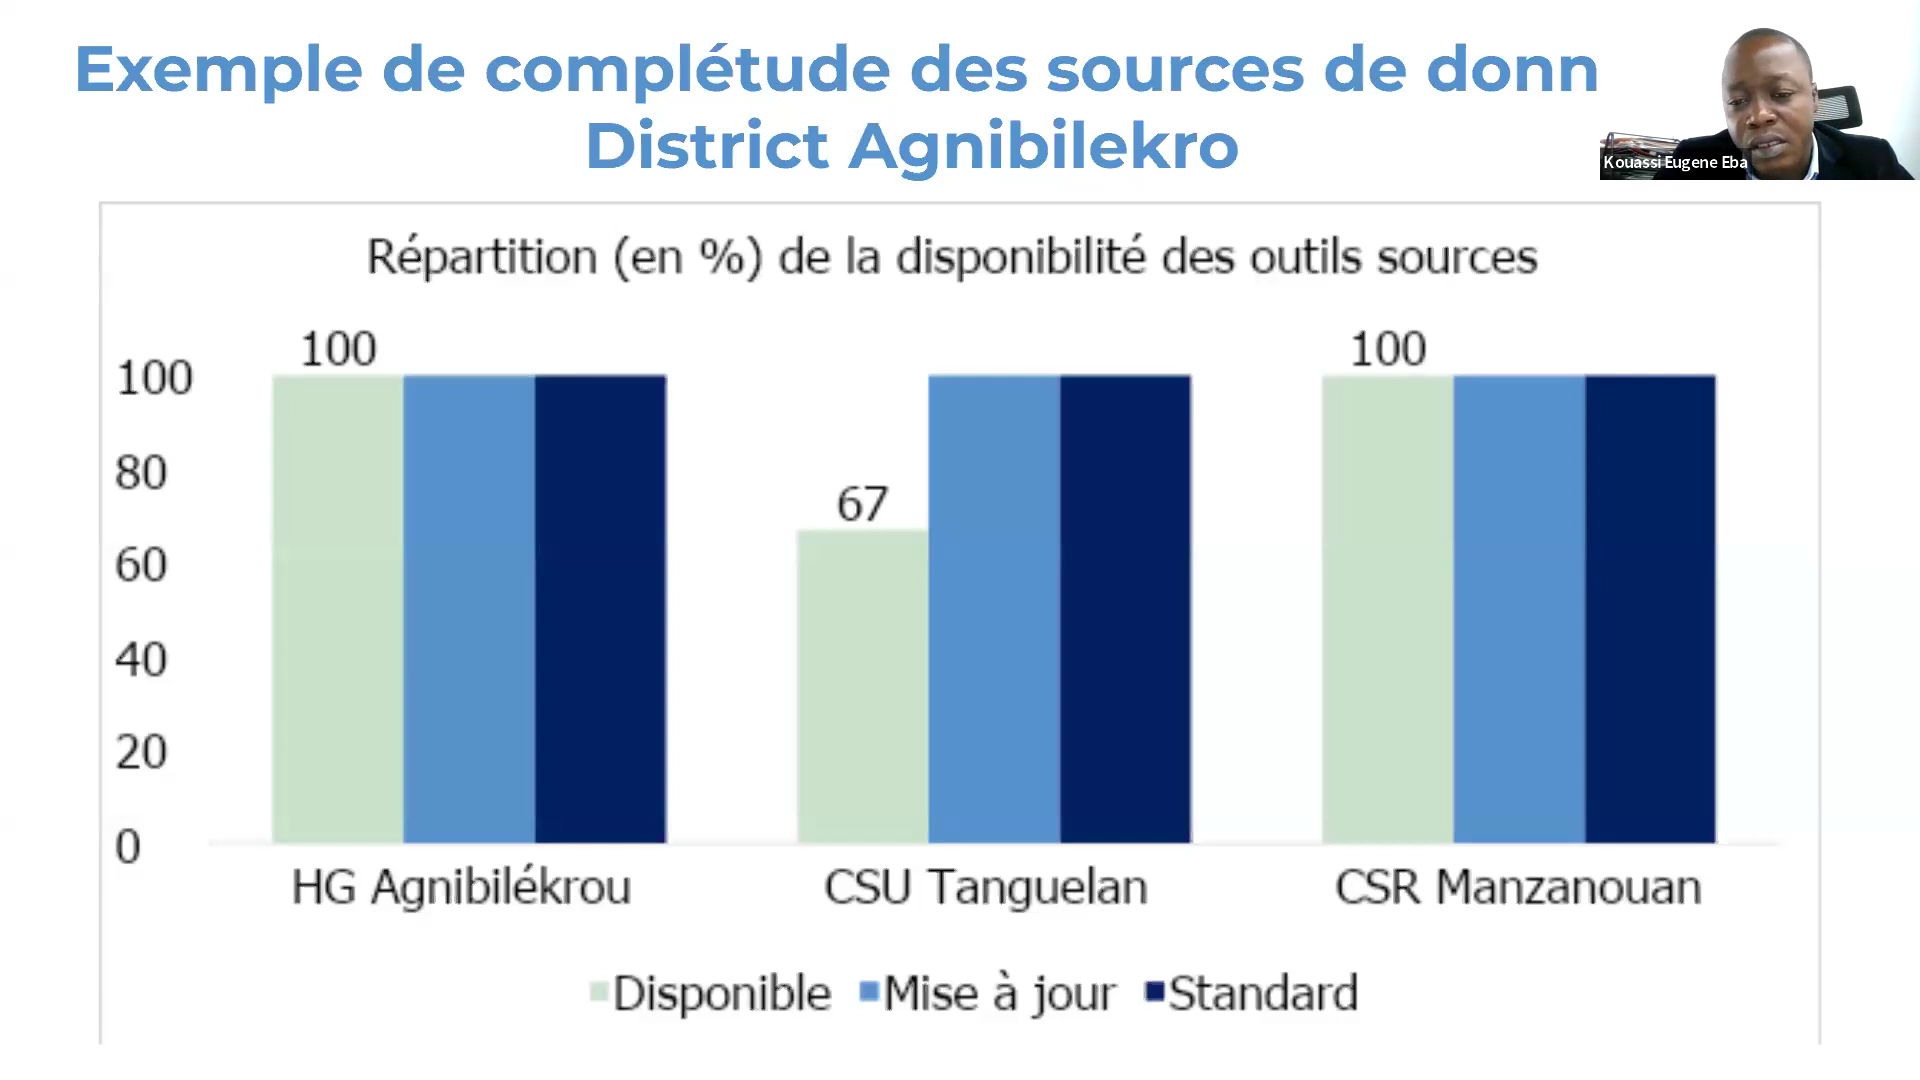 Exemple de complétude des sources de donn
District Agnibilekro
Kouassi Eugene Eba
Répartition (en %) de la disponibilité des outils sources
100
100
100
80
67
60
40
20
0
HG Agnibilékrou
CSU Tanguelan
CSR Manzanouan
Disponible
Mise à jour
Standard